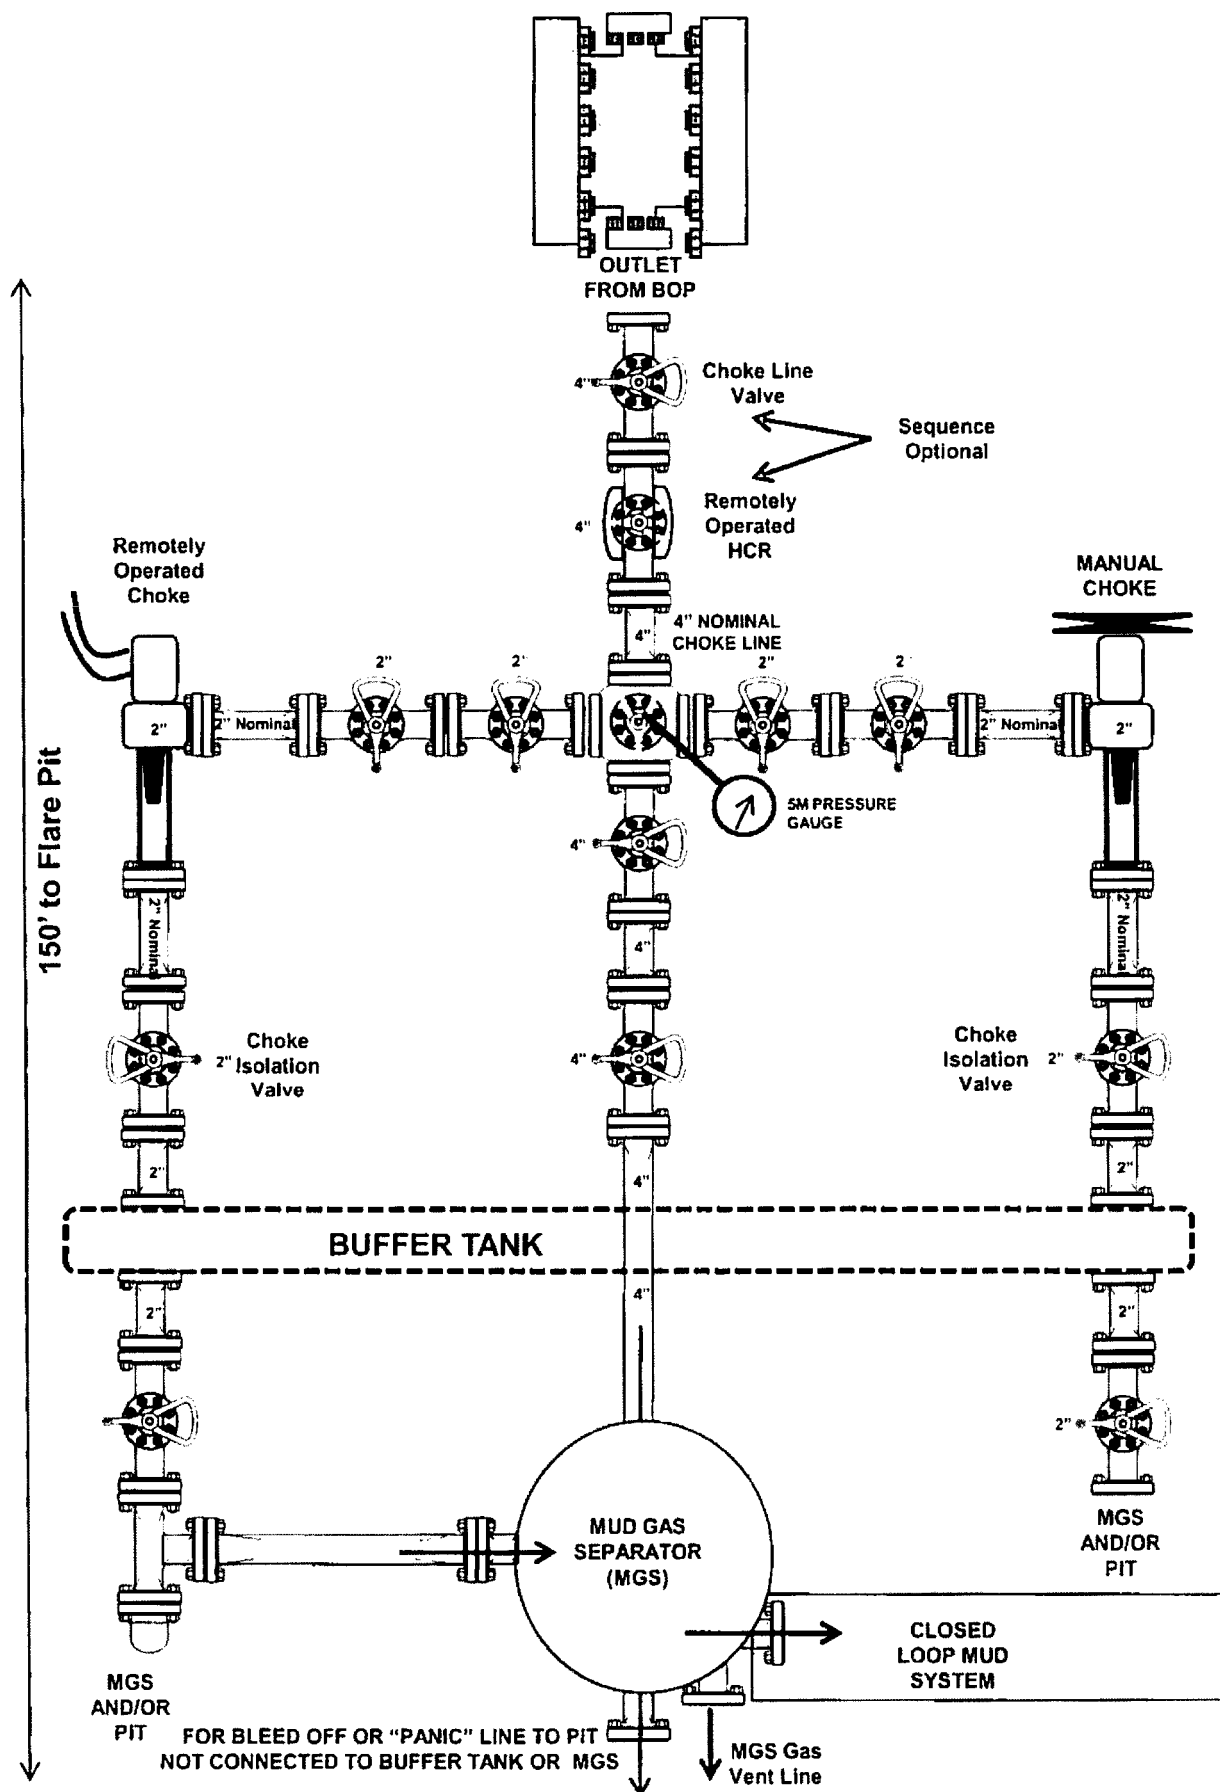 OUTLET
FROM BOP
4"
Choke Line
Valve
Sequence
Optional
4"
Remotely
Operated
HCR
Remotely
Operated
Choke
MANUAL
CHOKE
4" NOMINAL
CHOKE LINE
4"
2"
2"
2"
2"
2"
2" Nominal
2" Nominal
2"
5M PRESSURE
GAUGE
4"
150' to Flare Pit
2" Nominal
4"
2" Nominal
2"
Choke
Isolation
Valve
4"
Choke
Isolation
Valve
2"
2"
4"
2"
BUFFER TANK
2"
4"
2"
2"
MUD GAS
SEPARATOR
(MGS)
MGS
AND/OR
PIT
CLOSED
LOOP MUD
SYSTEM
MGS
AND/OR
PIT
FOR BLEED OFF OR "PANIC" LINE TO PIT
NOT CONNECTED TO BUFFER TANK OR MGS
MGS Gas
Vent Line